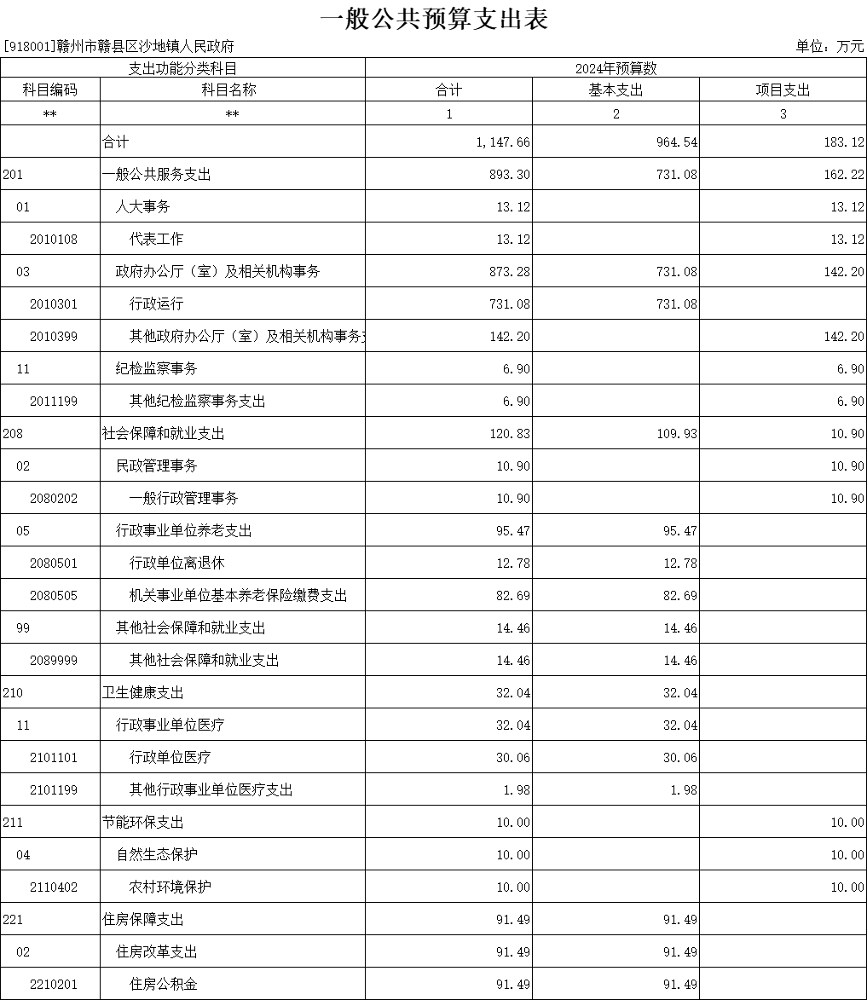 一般公共预算支出表
[918001]赣州市赣县区沙地镇人民政府 单位：万元
支出功能分类科目 2024年预算数
科目编码 科目名称 合计 基本支出 项目支出
** ** 1 2 3
合计 1,147.66 964.54 183.12
201 一般公共服务支出 893.30 731.08 162.22
01 人大事务 13.12 13.12
2010108 代表工作 13.12 13.12
03 政府办公厅（室）及相关机构事务 873.28 731.08 142.20
2010301 行政运行 731.08 731.08
2010399 其他政府办公厅（室）及相关机构事务 142.20 142.20
11 纪检监察事务 6.90 6.90
2011199 其他纪检监察事务支出 6.90 6.90
208 社会保障和就业支出 120.83 109.93 10.90
02 民政管理事务 10.90 10.90
2080202 一般行政管理事务 10.90 10.90
05 行政事业单位养老支出 95.47 95.47
2080501 行政单位离退休 12.78 12.78
2080505 机关事业单位基本养老保险缴费支出 82.69 82.69
99 其他社会保障和就业支出 14.46 14.46
2089999 其他社会保障和就业支出 14.46 14.46
210 卫生健康支出 32.04 32.04
11 行政事业单位医疗 32.04 32.04
2101101 行政单位医疗 30.06 30.06
2101199 其他行政事业单位医疗支出 1.98 1.98
211 节能环保支出 10.00 10.00
04 自然生态保护 10.00 10.00
2110402 农村环境保护 10.00 10.00
221 住房保障支出 91.49 91.49
02 住房改革支出 91.49 91.49
2210201 住房公积金 91.49 91.49